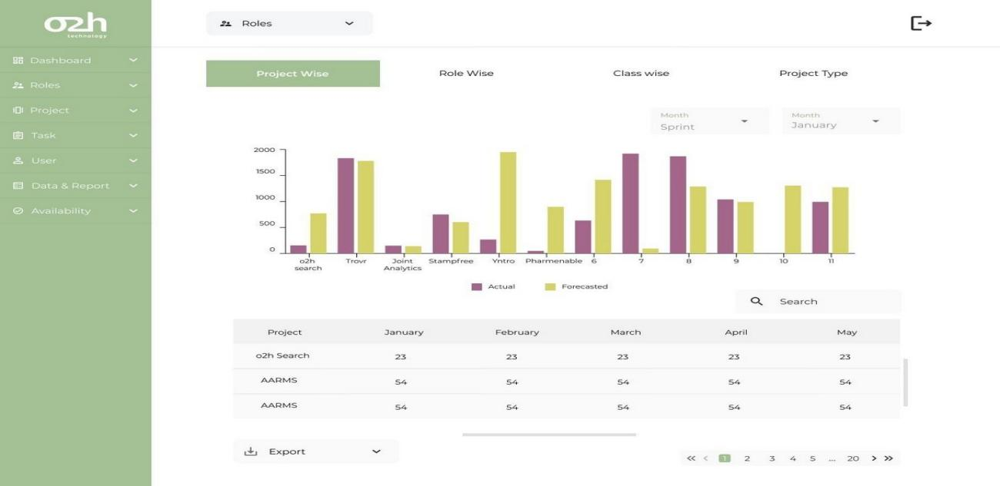 o2h
technology
Dashboard
Roles
Project
Task
User
Data & Report
Availability
Roles
Project Wise Role Wise Class wise Project Type
Month
Sprint
Month
January
2000
1500
1000
500
0
o2h search Trovr Joint Analytics Stampfree Yntro Pharmenable 6 7 8 9 10 11
Actual Forecasted
Search
Project January February March April May
o2h Search 23 23 23 23 23
AARMS 54 54 54 54 54
AARMS 54 54 54 54 54
Export
<< < 1 2 3 4 5 ... 20 > >>